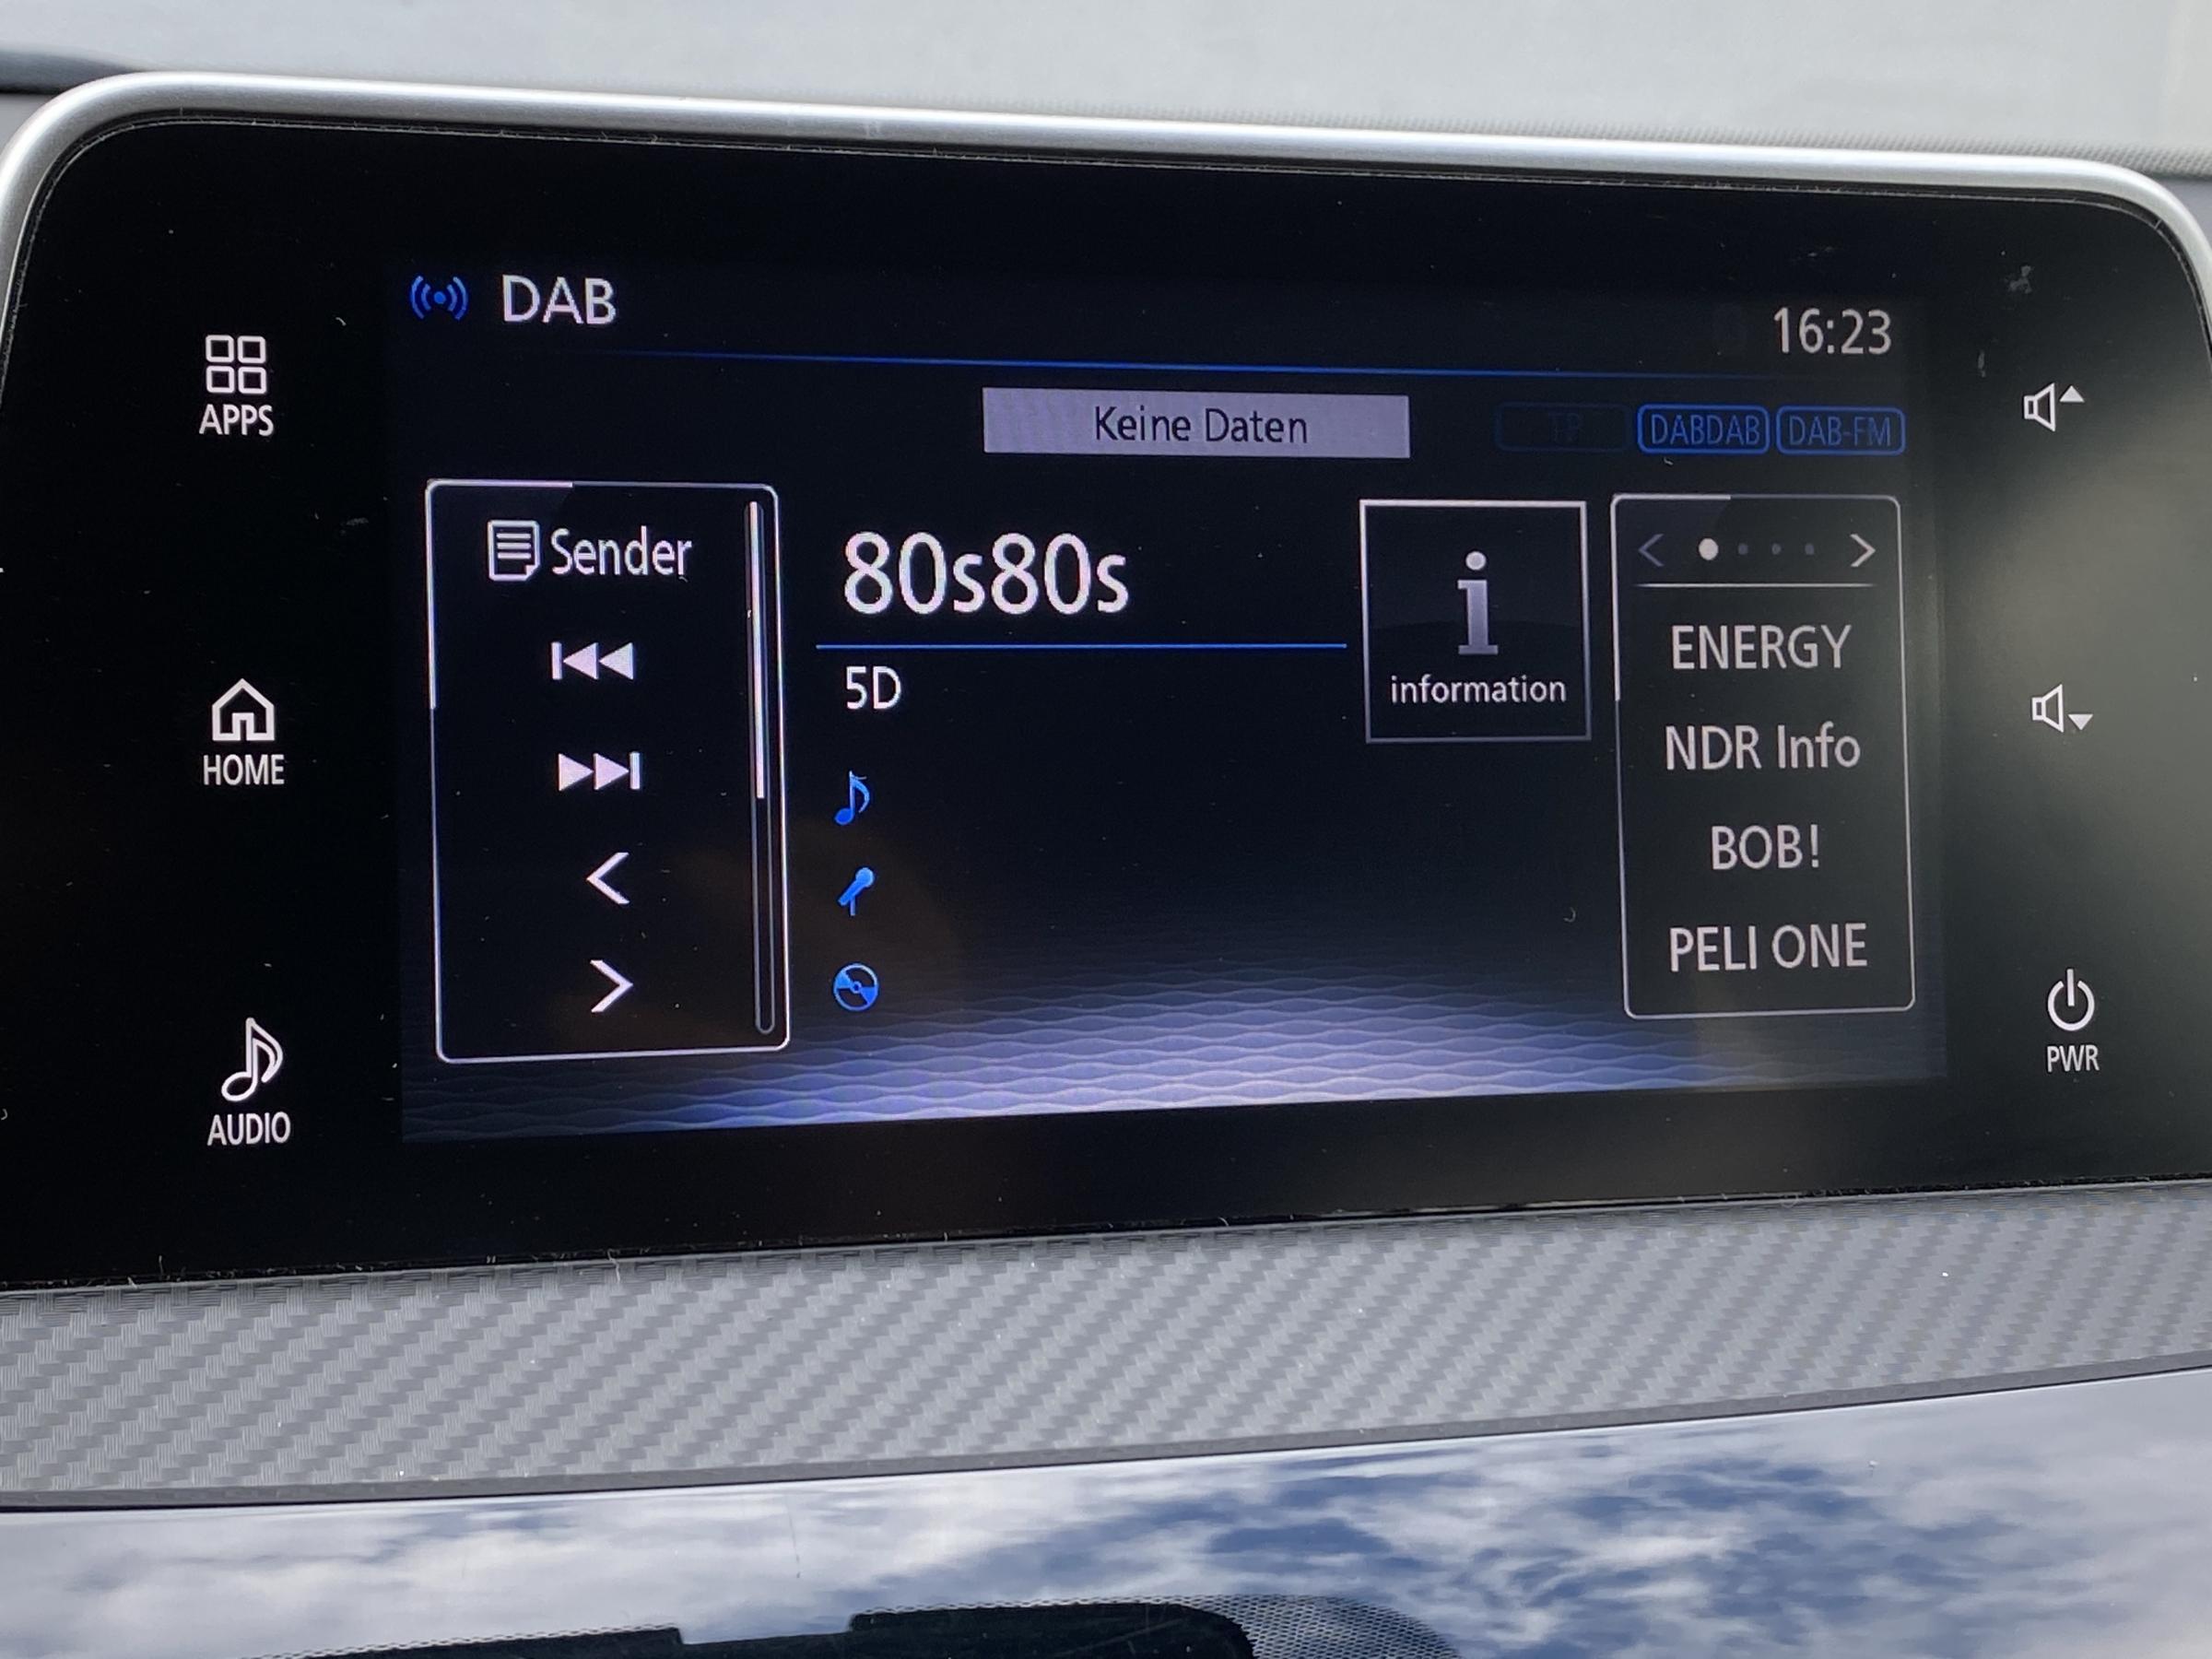 DAB
16:23
APPS
Keine Daten
TP
DABDAB
DAB-FM
Sender
80s80s
5D
information
ENERGY
NDR Info
BOB!
PELI ONE
HOME
AUDIO
PWR